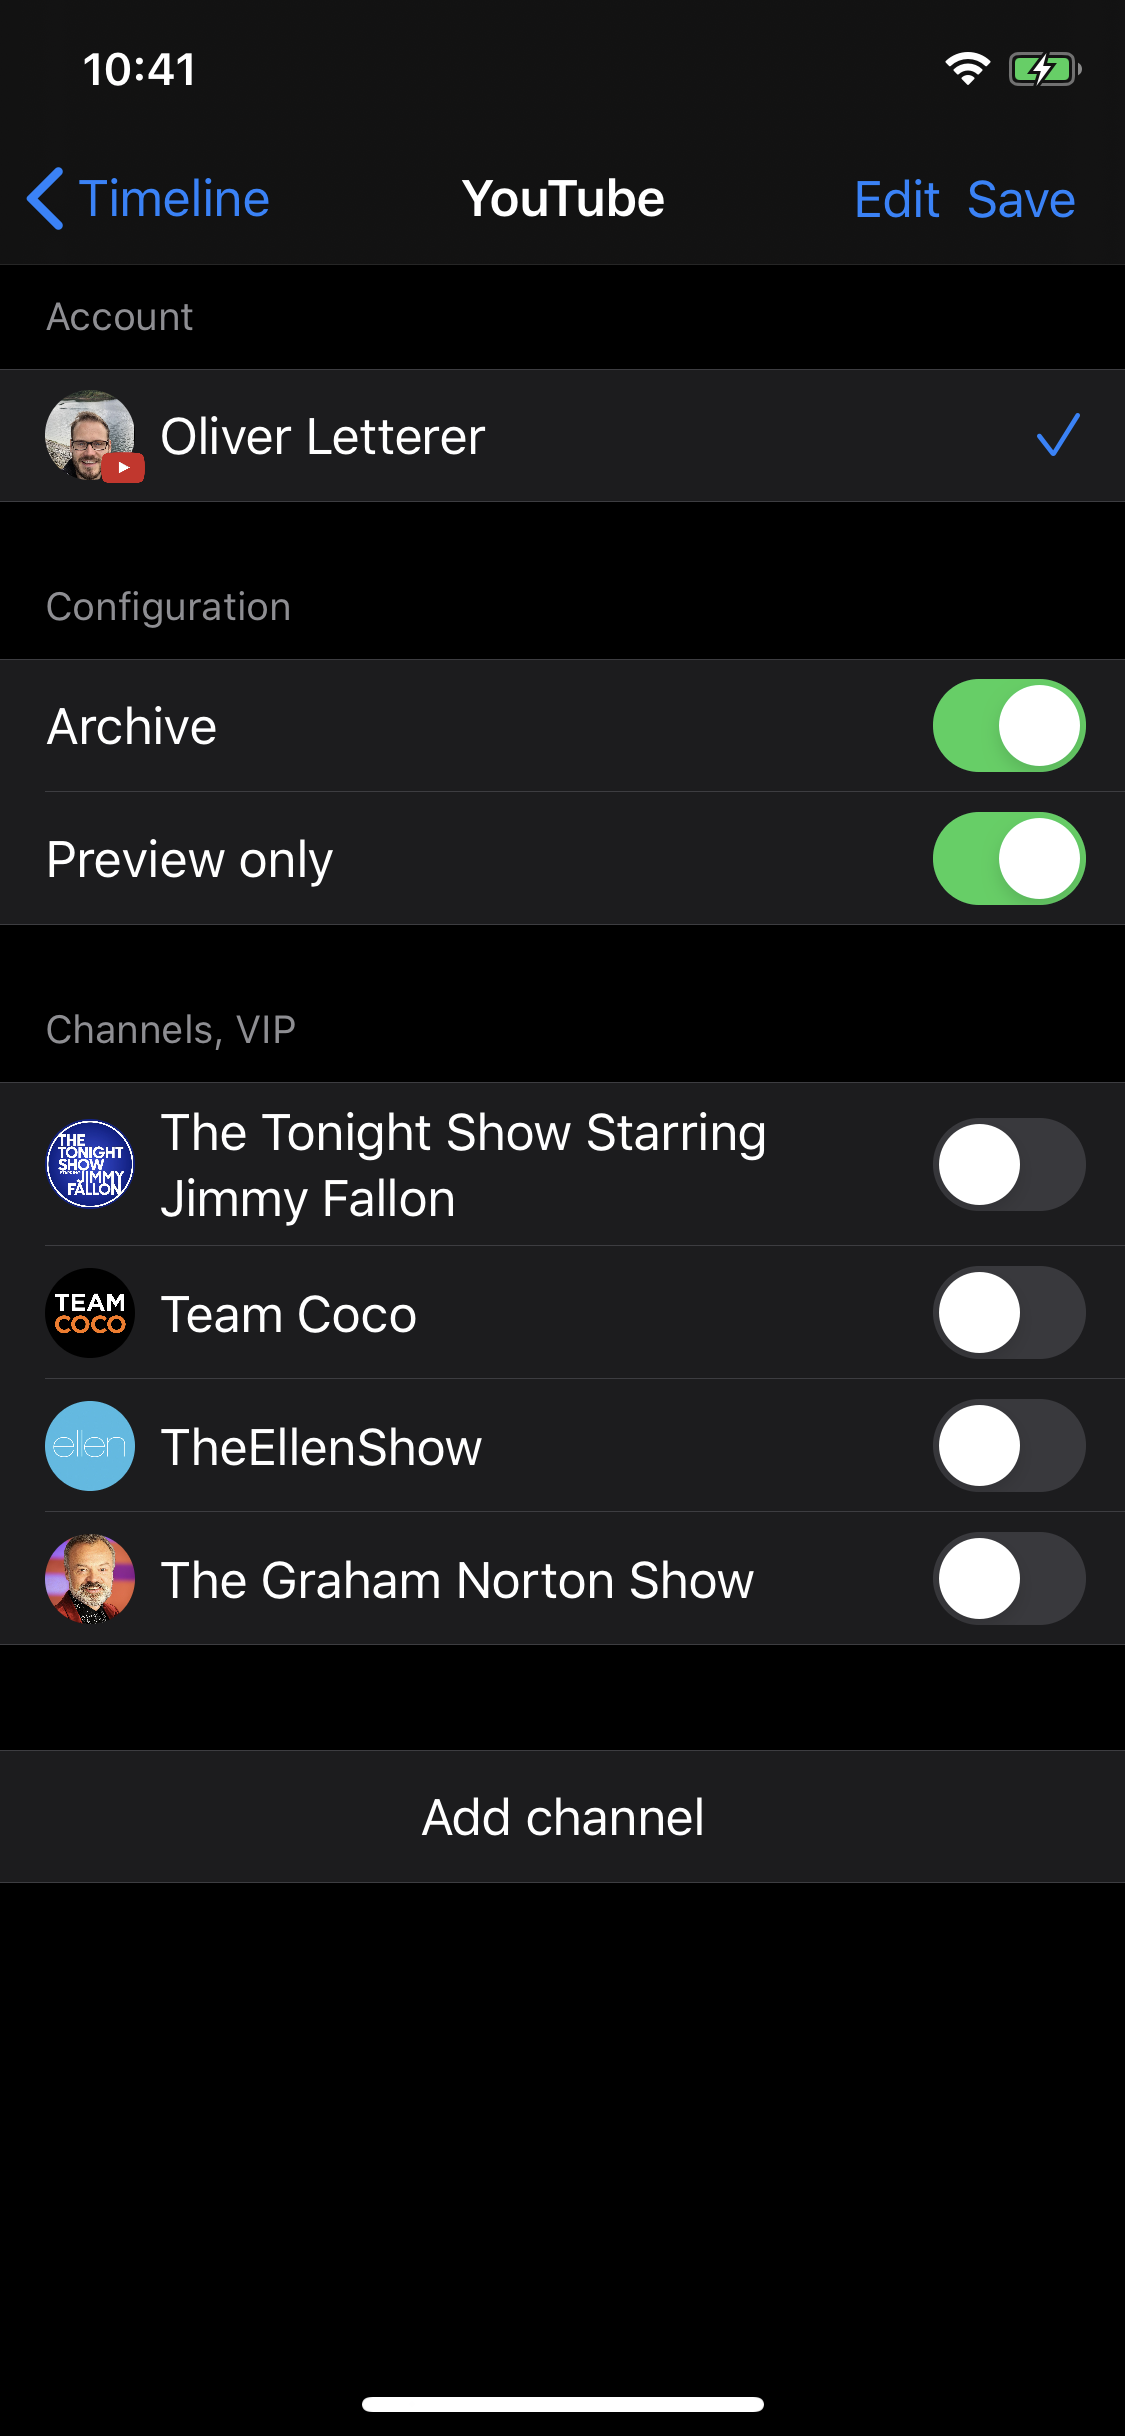 10:41
Timeline YouTube Edit Save
Account
Oliver Letterer
Configuration
Archive
Preview only
Channels, VIP
THE
TONIGHT
SHOW
JIMMY
FALLON
The Tonight Show Starring
Jimmy Fallon
TEAM
COCO
Team Coco
ellen
TheEllenShow
The Graham Norton Show
Add channel